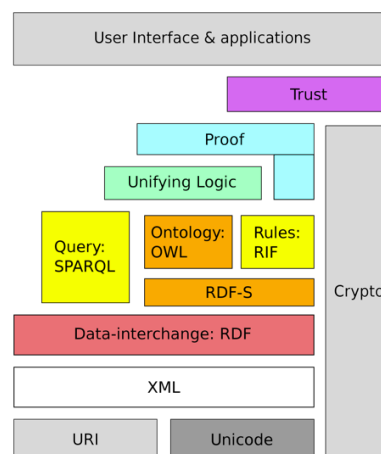 User Interface & applications
Trust
Proof
Unifying Logic
Query:
SPARQL
Ontology:
OWL
Rules:
RIF
RDF-S
Crypto
Data-interchange: RDF
XML
URI
Unicode